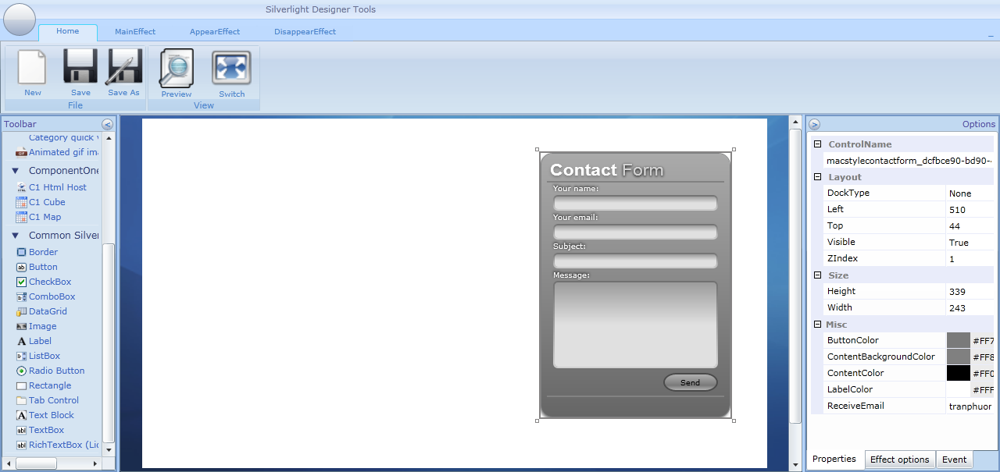 Silverlight Designer Tools
Home MainEffect AppearEffect DisappearEffect
New Save Save As Preview Switch
File View
Toolbar
Category quick
Animated gif im
ComponentOne
C1 Html Host
C1 Cube
C1 Map
Common Silver
Border
Button
CheckBox
ComboBox
DataGrid
Image
Label
ListBox
Radio Button
Rectangle
Tab Control
Text Block
TextBox
RichTextBox (Lic
Contact Form
Your name:
Your email:
Subject:
Message:
Send
Options
ControlName
macstylecontactform_dcfbce90-bd90-
Layout
DockType None
Left 510
Top 44
Visible True
ZIndex 1
Size
Height 339
Width 243
Misc
ButtonColor #FF7
ContentBackgroundColor #FF8
ContentColor #FF0
LabelColor #FFF
ReceiveEmail tranphuor
Properties Effect options Event